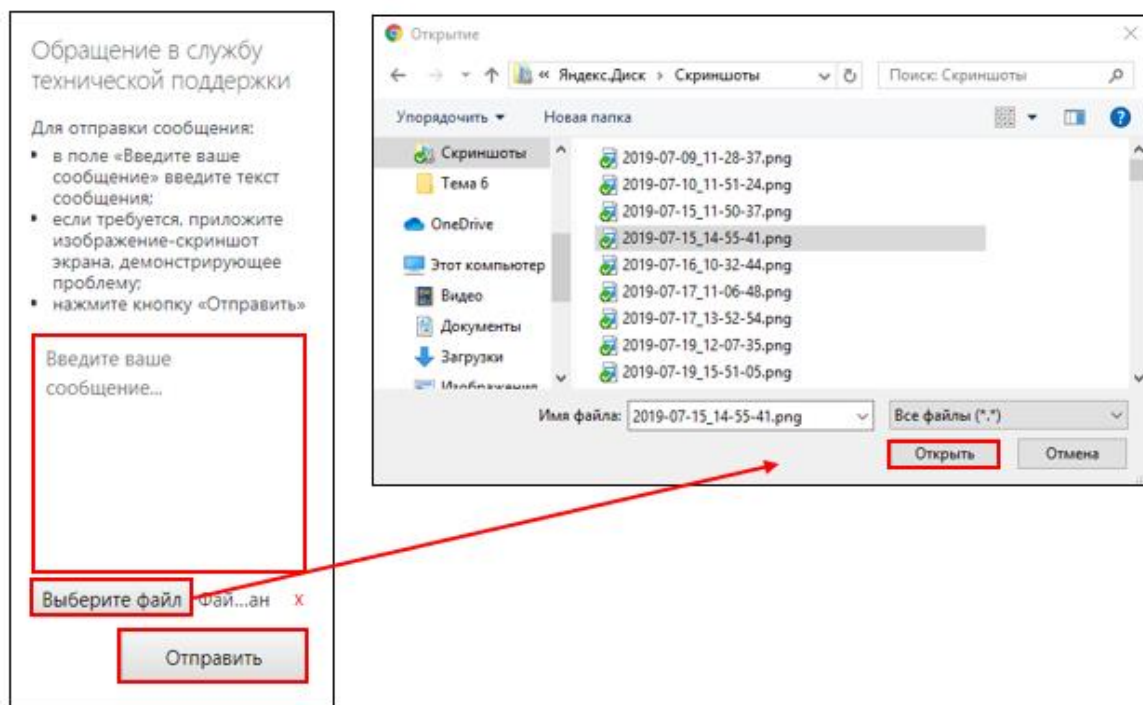 Обращение в службу
технической поддержки
Для отправки сообщения:
▪ в поле «Введите ваше
сообщение» введите текст
сообщения;
▪ если требуется, приложите
изображение-скриншот
экрана, демонстрирующее
проблему;
▪ нажмите кнопку «Отправить»
Введите ваше
сообщение...
Выберите файл Фай...ан x
Отправить
Открытие
« Яндекс.Диск › Скриншоты
Поиск: Скриншоты
Упорядочить Новая папка
Скриншоты
Тема 6
OneDrive
Этот компьютер
Видео
Документы
Загрузки
Изображения
2019-07-09_11-28-37.png
2019-07-10_11-51-24.png
2019-07-15_11-50-37.png
2019-07-15_14-55-41.png
2019-07-16_10-32-44.png
2019-07-17_11-06-48.png
2019-07-17_13-52-54.png
2019-07-19_12-07-35.png
2019-07-19_15-51-05.png
Имя файла: 2019-07-15_14-55-41.png Все файлы (*.*)
Открыть Отмена